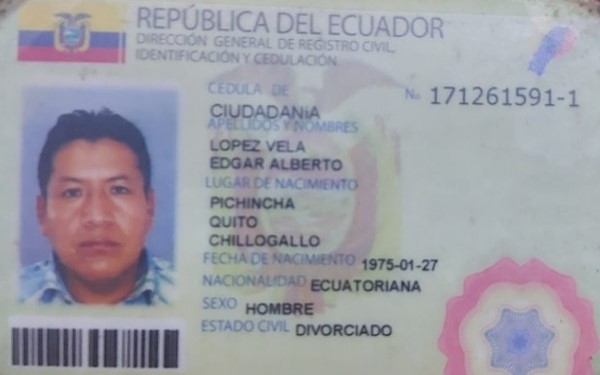 REPÚBLICA DEL ECUADOR
DIRECCIÓN GENERAL DE REGISTRO CIVIL,
IDENTIFICACIÓN Y CEDULACIÓN
CÉDULA DE
CIUDADANÍA
No. 171261591-1
APELLIDOS Y NOMBRES
LOPEZ VELA
EDGAR ALBERTO
LUGAR DE NACIMIENTO
PICHINCHA
QUITO
CHILLOGALLO
FECHA DE NACIMIENTO 1975-01-27
NACIONALIDAD ECUATORIANA
SEXO HOMBRE
ESTADO CIVIL DIVORCIADO